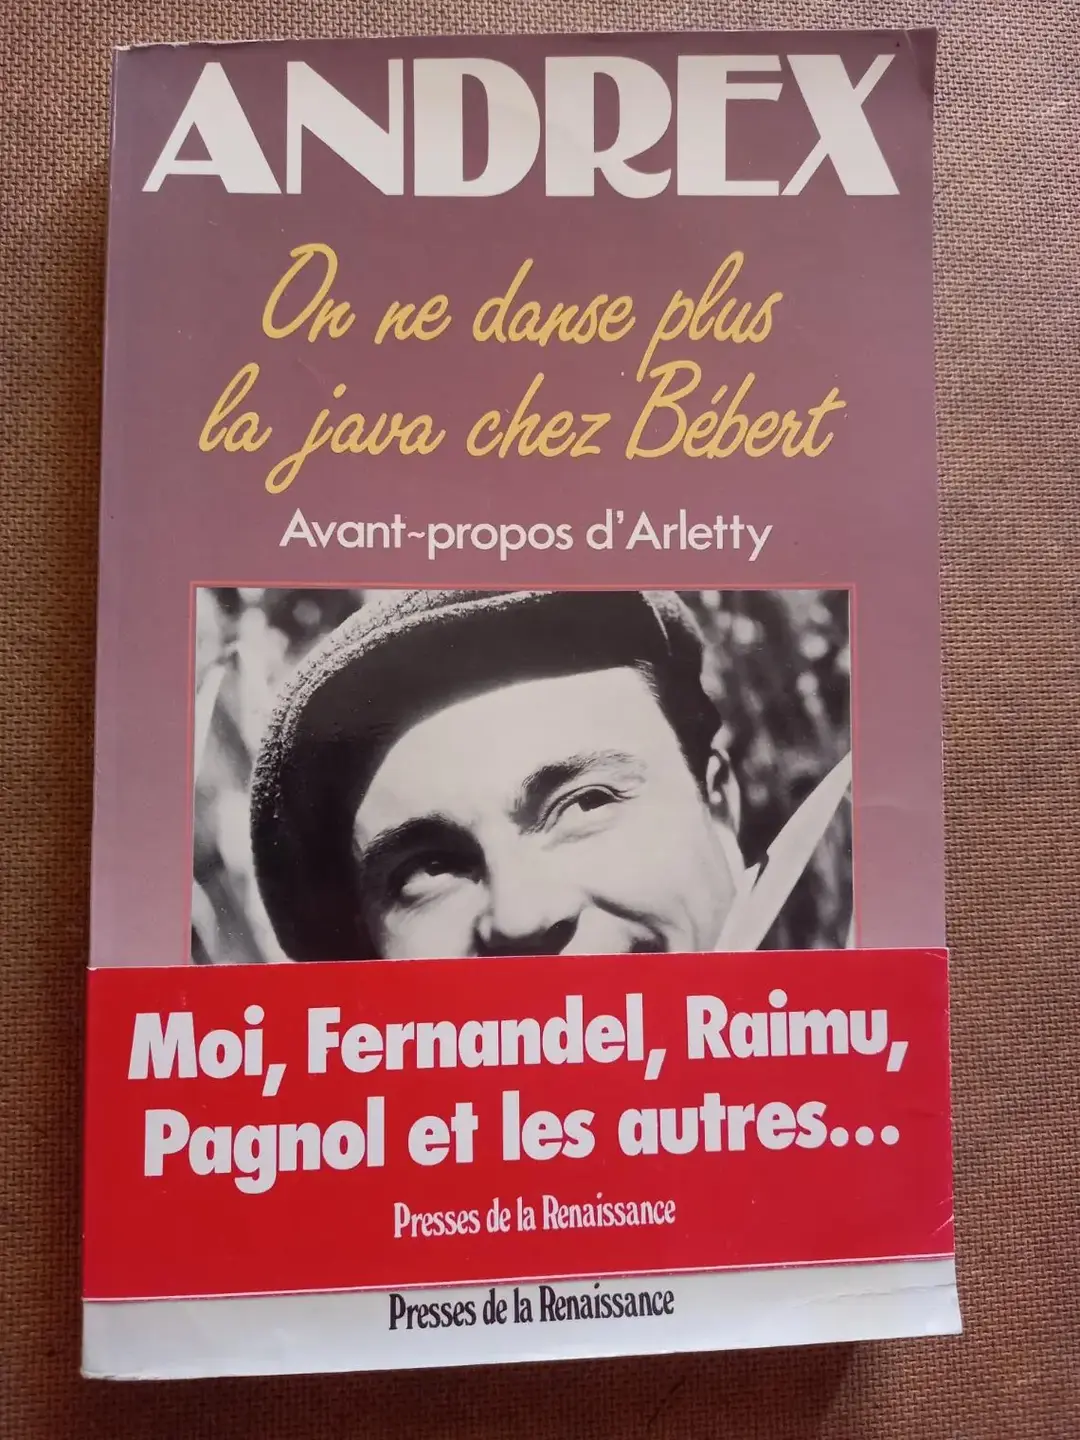 ANDREX
On ne danse plus
la java chez Bébert
Avant-propos d'Arletty
Moi, Fernandel, Raimu,
Pagnol et les autres...
Presses de la Renaissance
Presses de la Renaissance